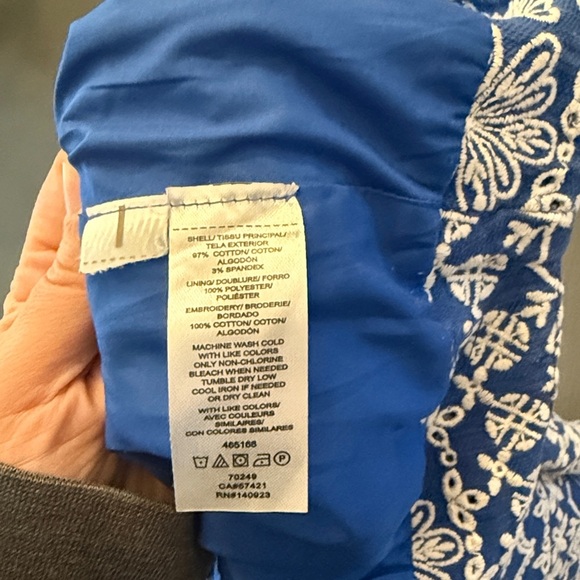 SHELL/ TISSU PRINCIPAL/
TELA EXTERIOR
97% COTTON/ COTON/
ALGODÓN
3% SPANDEX
LINING/ DOUBLURE/ FORRO
100% POLYESTER/
POLIÉSTER
EMBROIDERY/ BRODERIE/
BORDADO
100% COTTON/ COTON/
ALGODÓN
MACHINE WASH COLD
WITH LIKE COLORS
ONLY NON-CHLORINE
BLEACH WHEN NEEDED
TUMBLE DRY LOW
COOL IRON IF NEEDED
OR DRY CLEAN
WITH LIKE COLORS/
AVEC COULEURS
SIMILAIRES/
CON COLORES SIMILARES
465166
P
70249
CA#57421
RN#140923